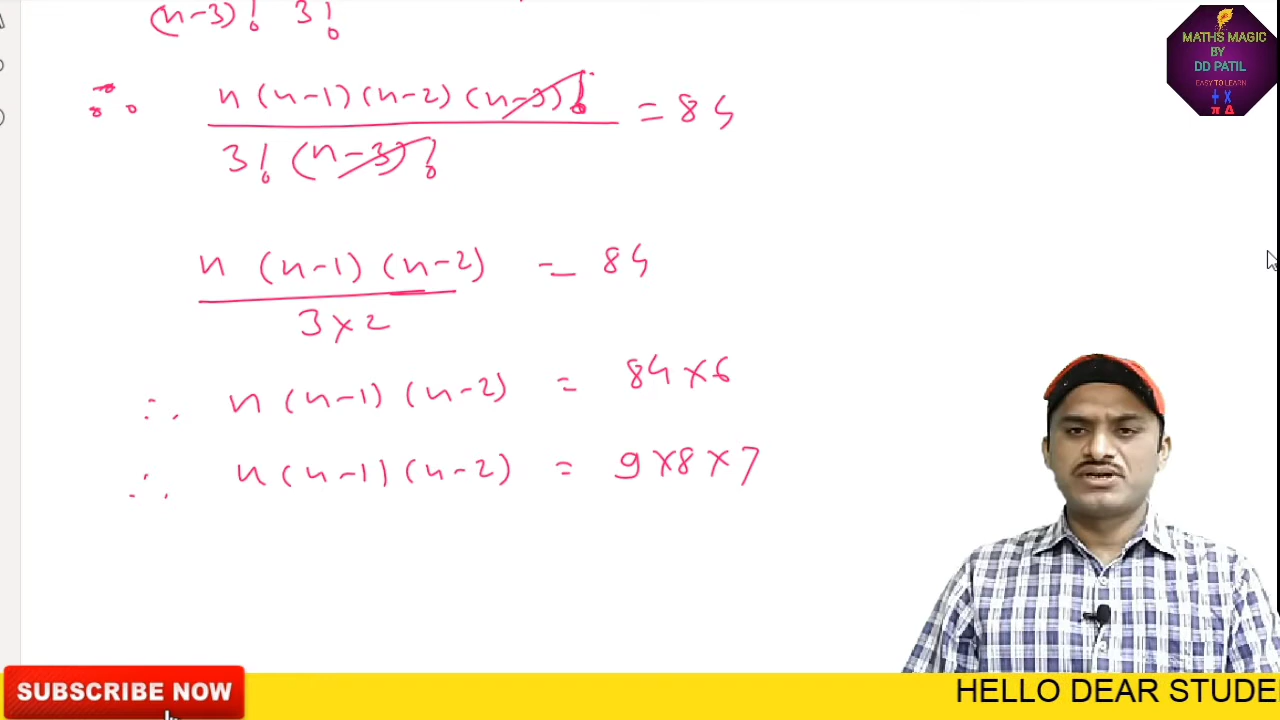 (n-3)! 3!
MATHS MAGIC
BY
DD PATIL
EASY TO LEARN
+ X
π Δ
∴ n (n-1) (n-2) (n-3)! = 84
3! (n-3)!
n (n-1) (n-2) = 84
3×2
∴ n (n-1) (n-2) = 84×6
∴ n (n-1) (n-2) = 9×8×7
SUBSCRIBE NOW
HELLO DEAR STUDE